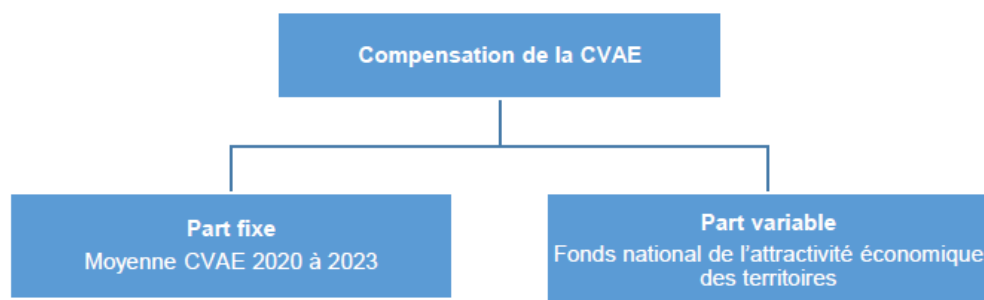 Compensation de la CVAE
Part fixe
Moyenne CVAE 2020 à 2023
Part variable
Fonds national de l'attractivité économique
des territoires